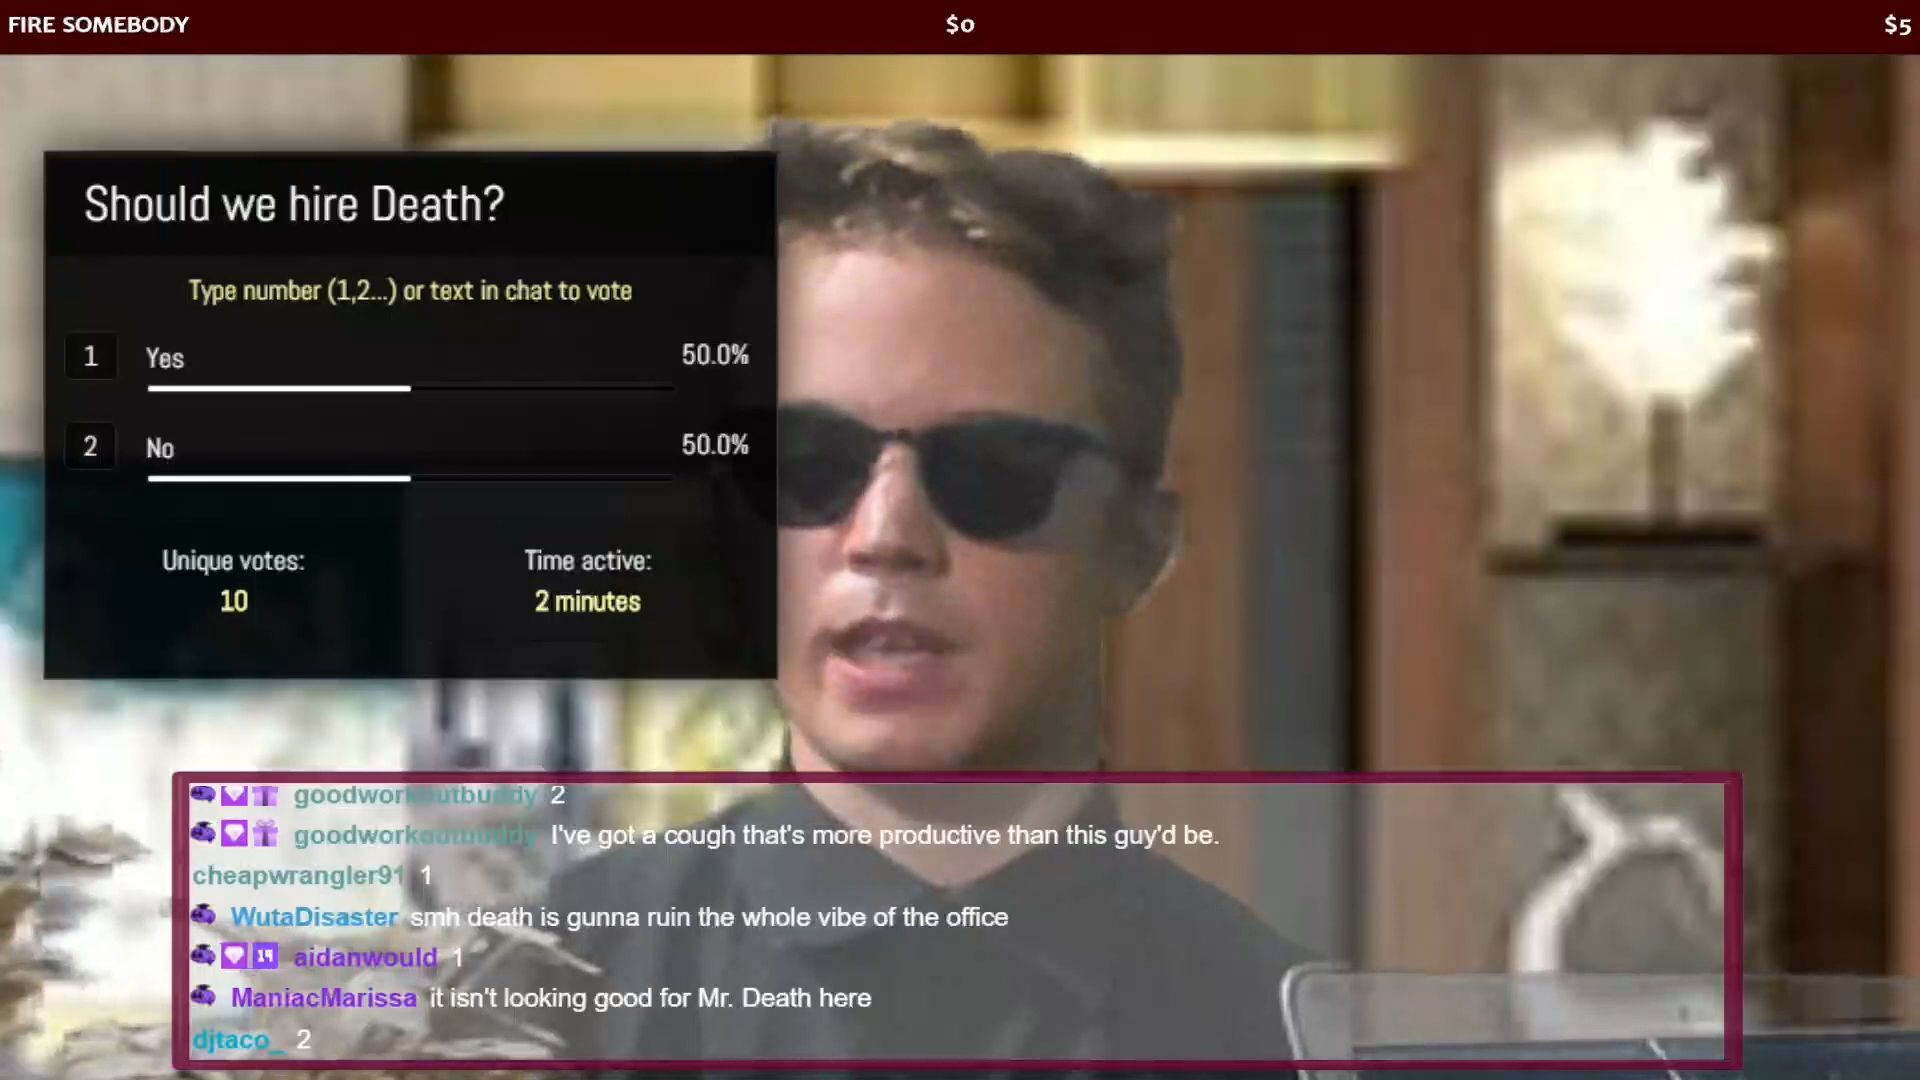 FIRE SOMEBODY $0 $5
Should we hire Death?
Type number (1,2...) or text in chat to vote
1 Yes 50.0%
2 No 50.0%
Unique votes: Time active:
10 2 minutes
goodworkoutbuddy 2
goodworkoutbuddy I've got a cough that's more productive than this guy'd be.
cheapwrangler91 1
WutaDisaster smh death is gunna ruin the whole vibe of the office
aidanwould 1
ManiacMarissa it isn't looking good for Mr. Death here
djtaco_ 2